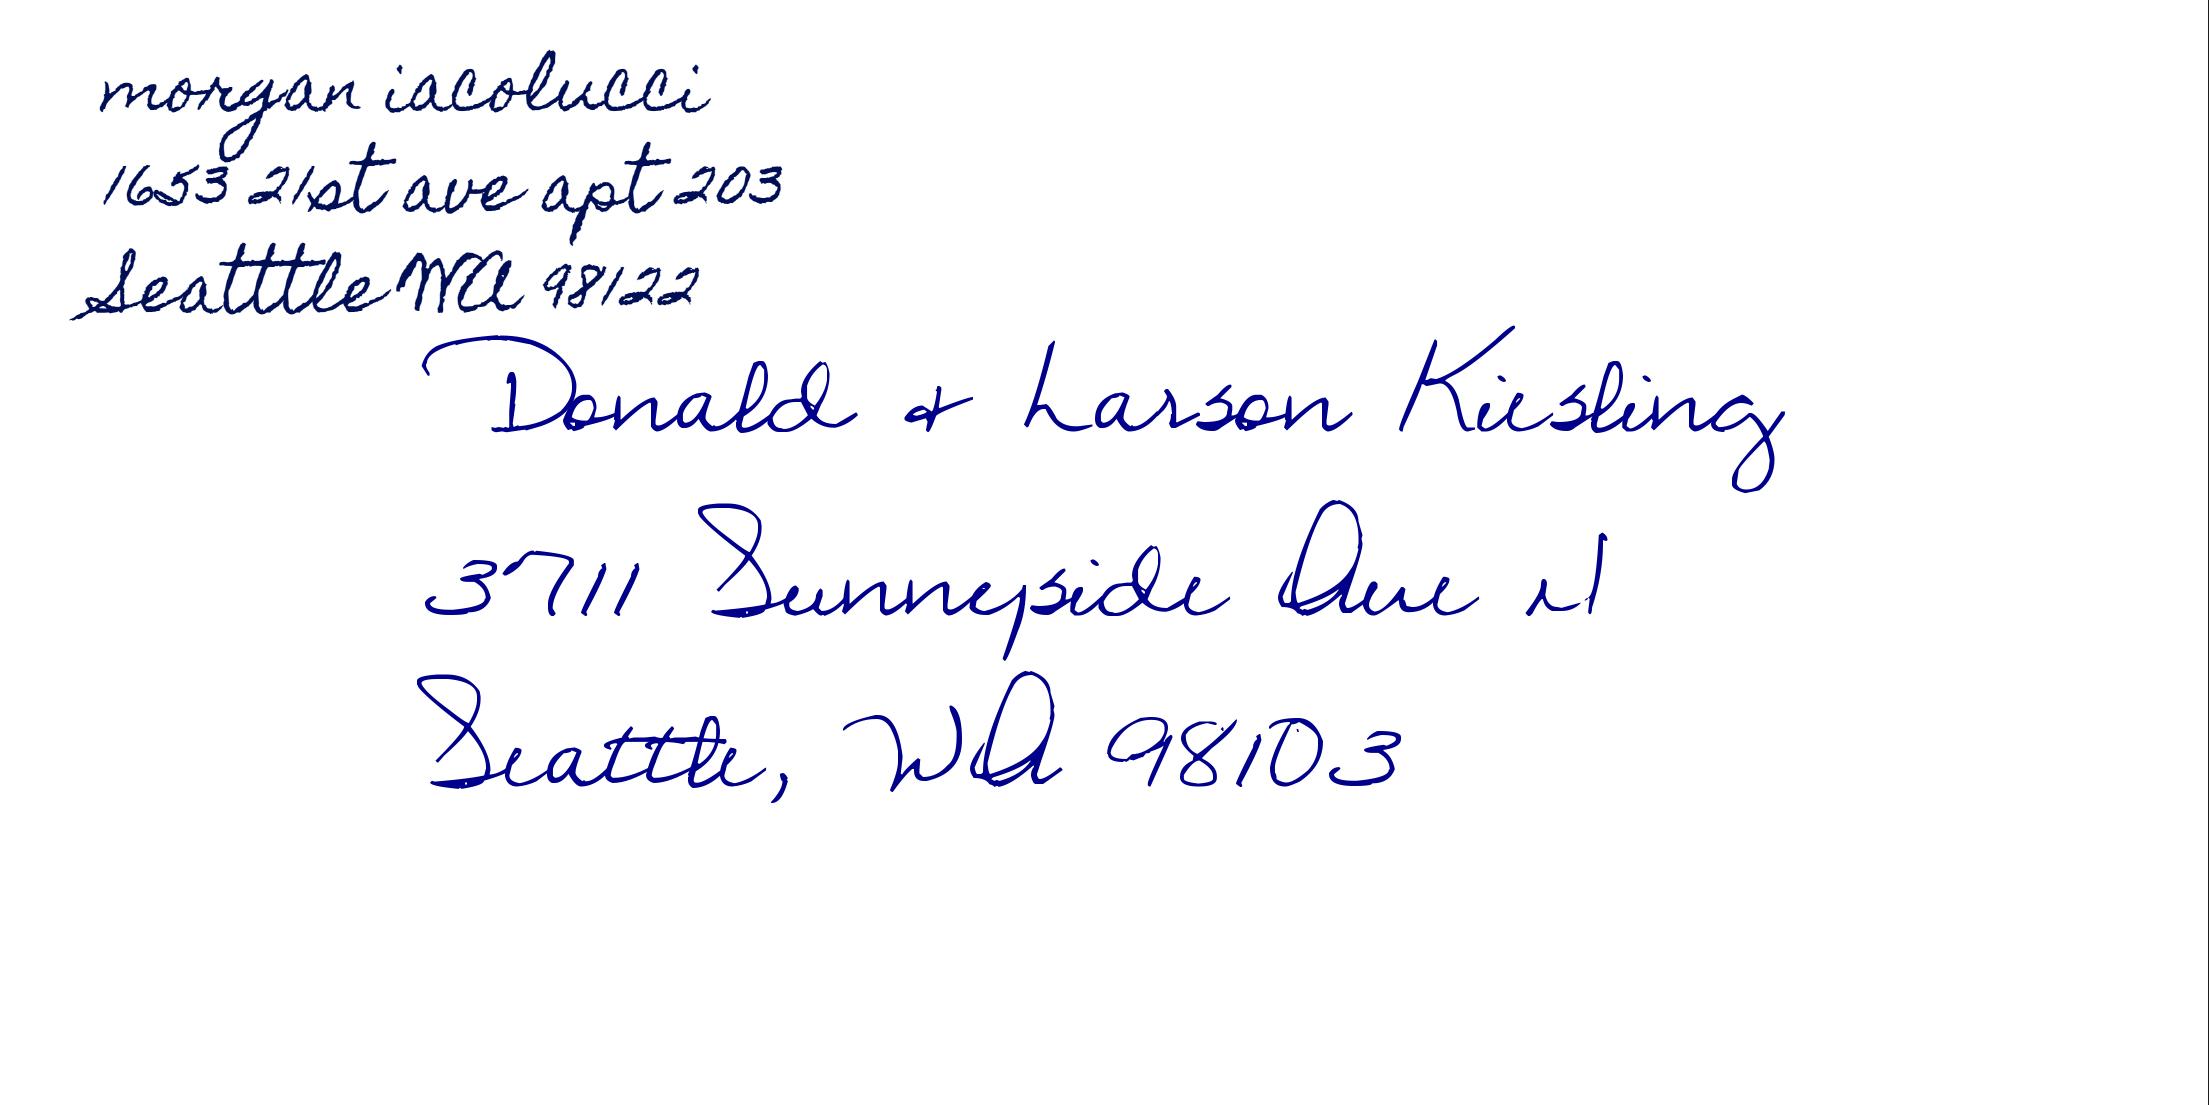 morgan iacolucci
1653 21st ave apt 203
Seatttle WA 98122
Donald & Larson Kiesling
3711 Sunnyside Ave N
Seattle, WA 98103